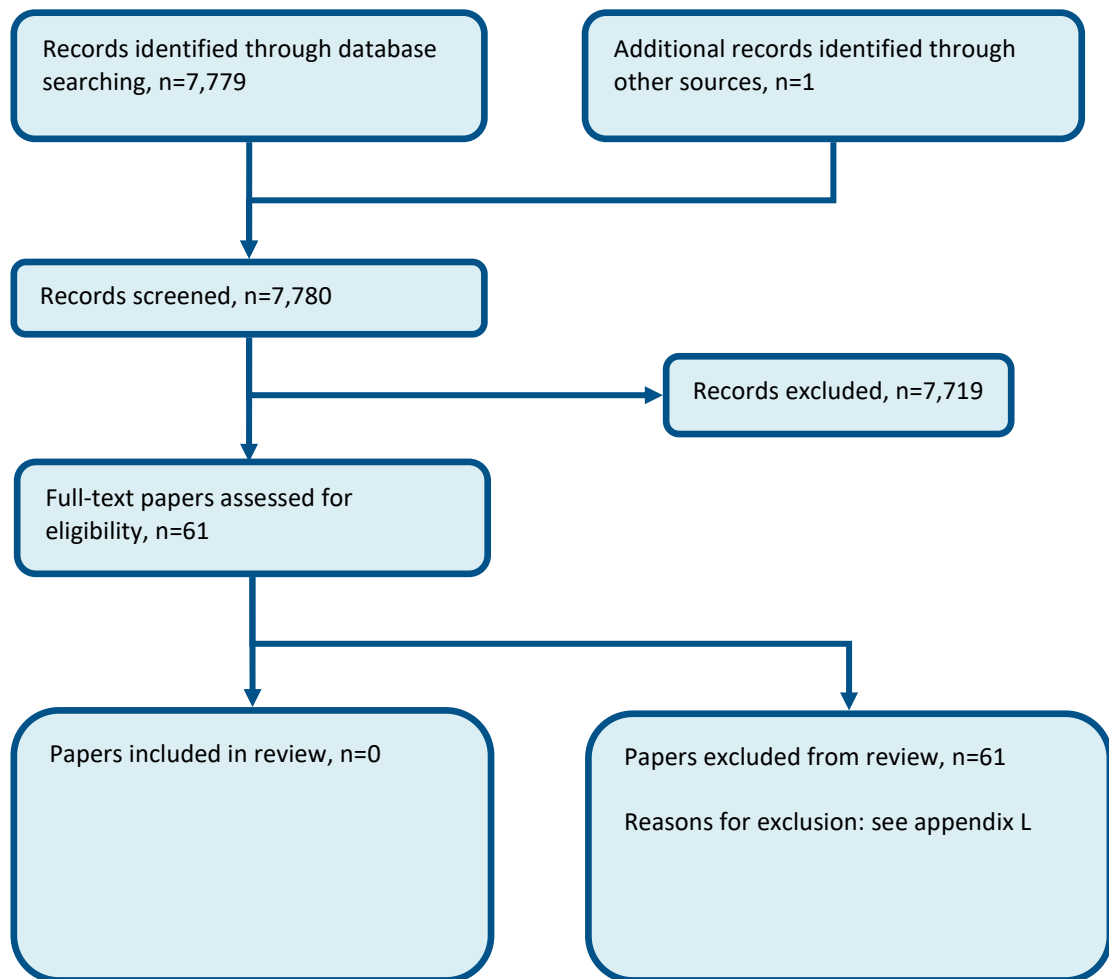 Records identified through database
searching, n=7,779
Additional records identified through
other sources, n=1
Records screened, n=7,780
Records excluded, n=7,719
Full-text papers assessed for
eligibility, n=61
Papers included in review, n=0
Papers excluded from review, n=61
Reasons for exclusion: see appendix L